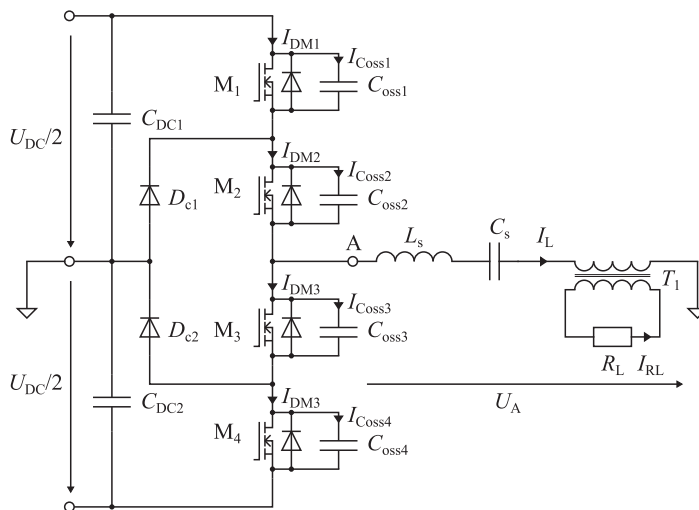 I_DM1
I_Coss1
M_1
C_oss1
C_DC1
U_DC/2
I_DM2
I_Coss2
M_2
C_oss2
D_c1
A
L_s
C_s
I_L
T_1
I_DM3
I_Coss3
M_3
C_oss3
D_c2
R_L
I_RL
U_DC/2
C_DC2
I_DM3
I_Coss4
U_A
M_4
C_oss4